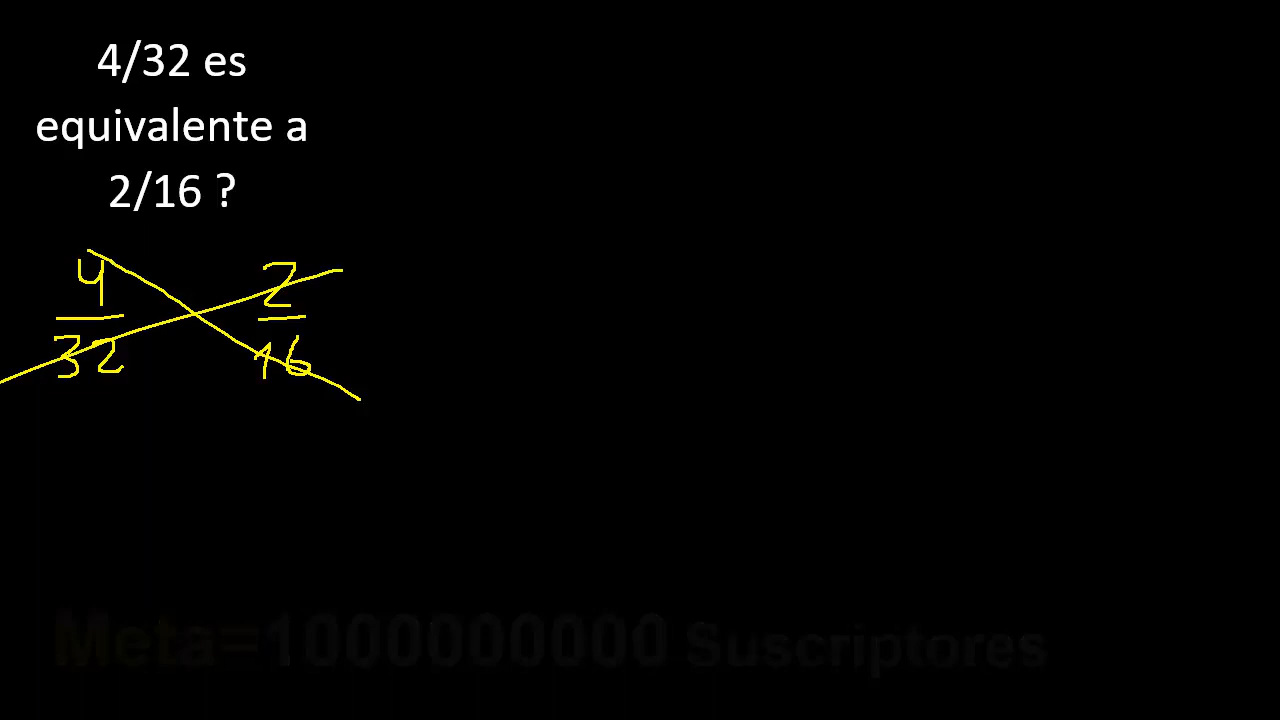 4/32 es
equivalente a
2/16 ?
4 2
32 16
Meta=1000000000 Suscriptores